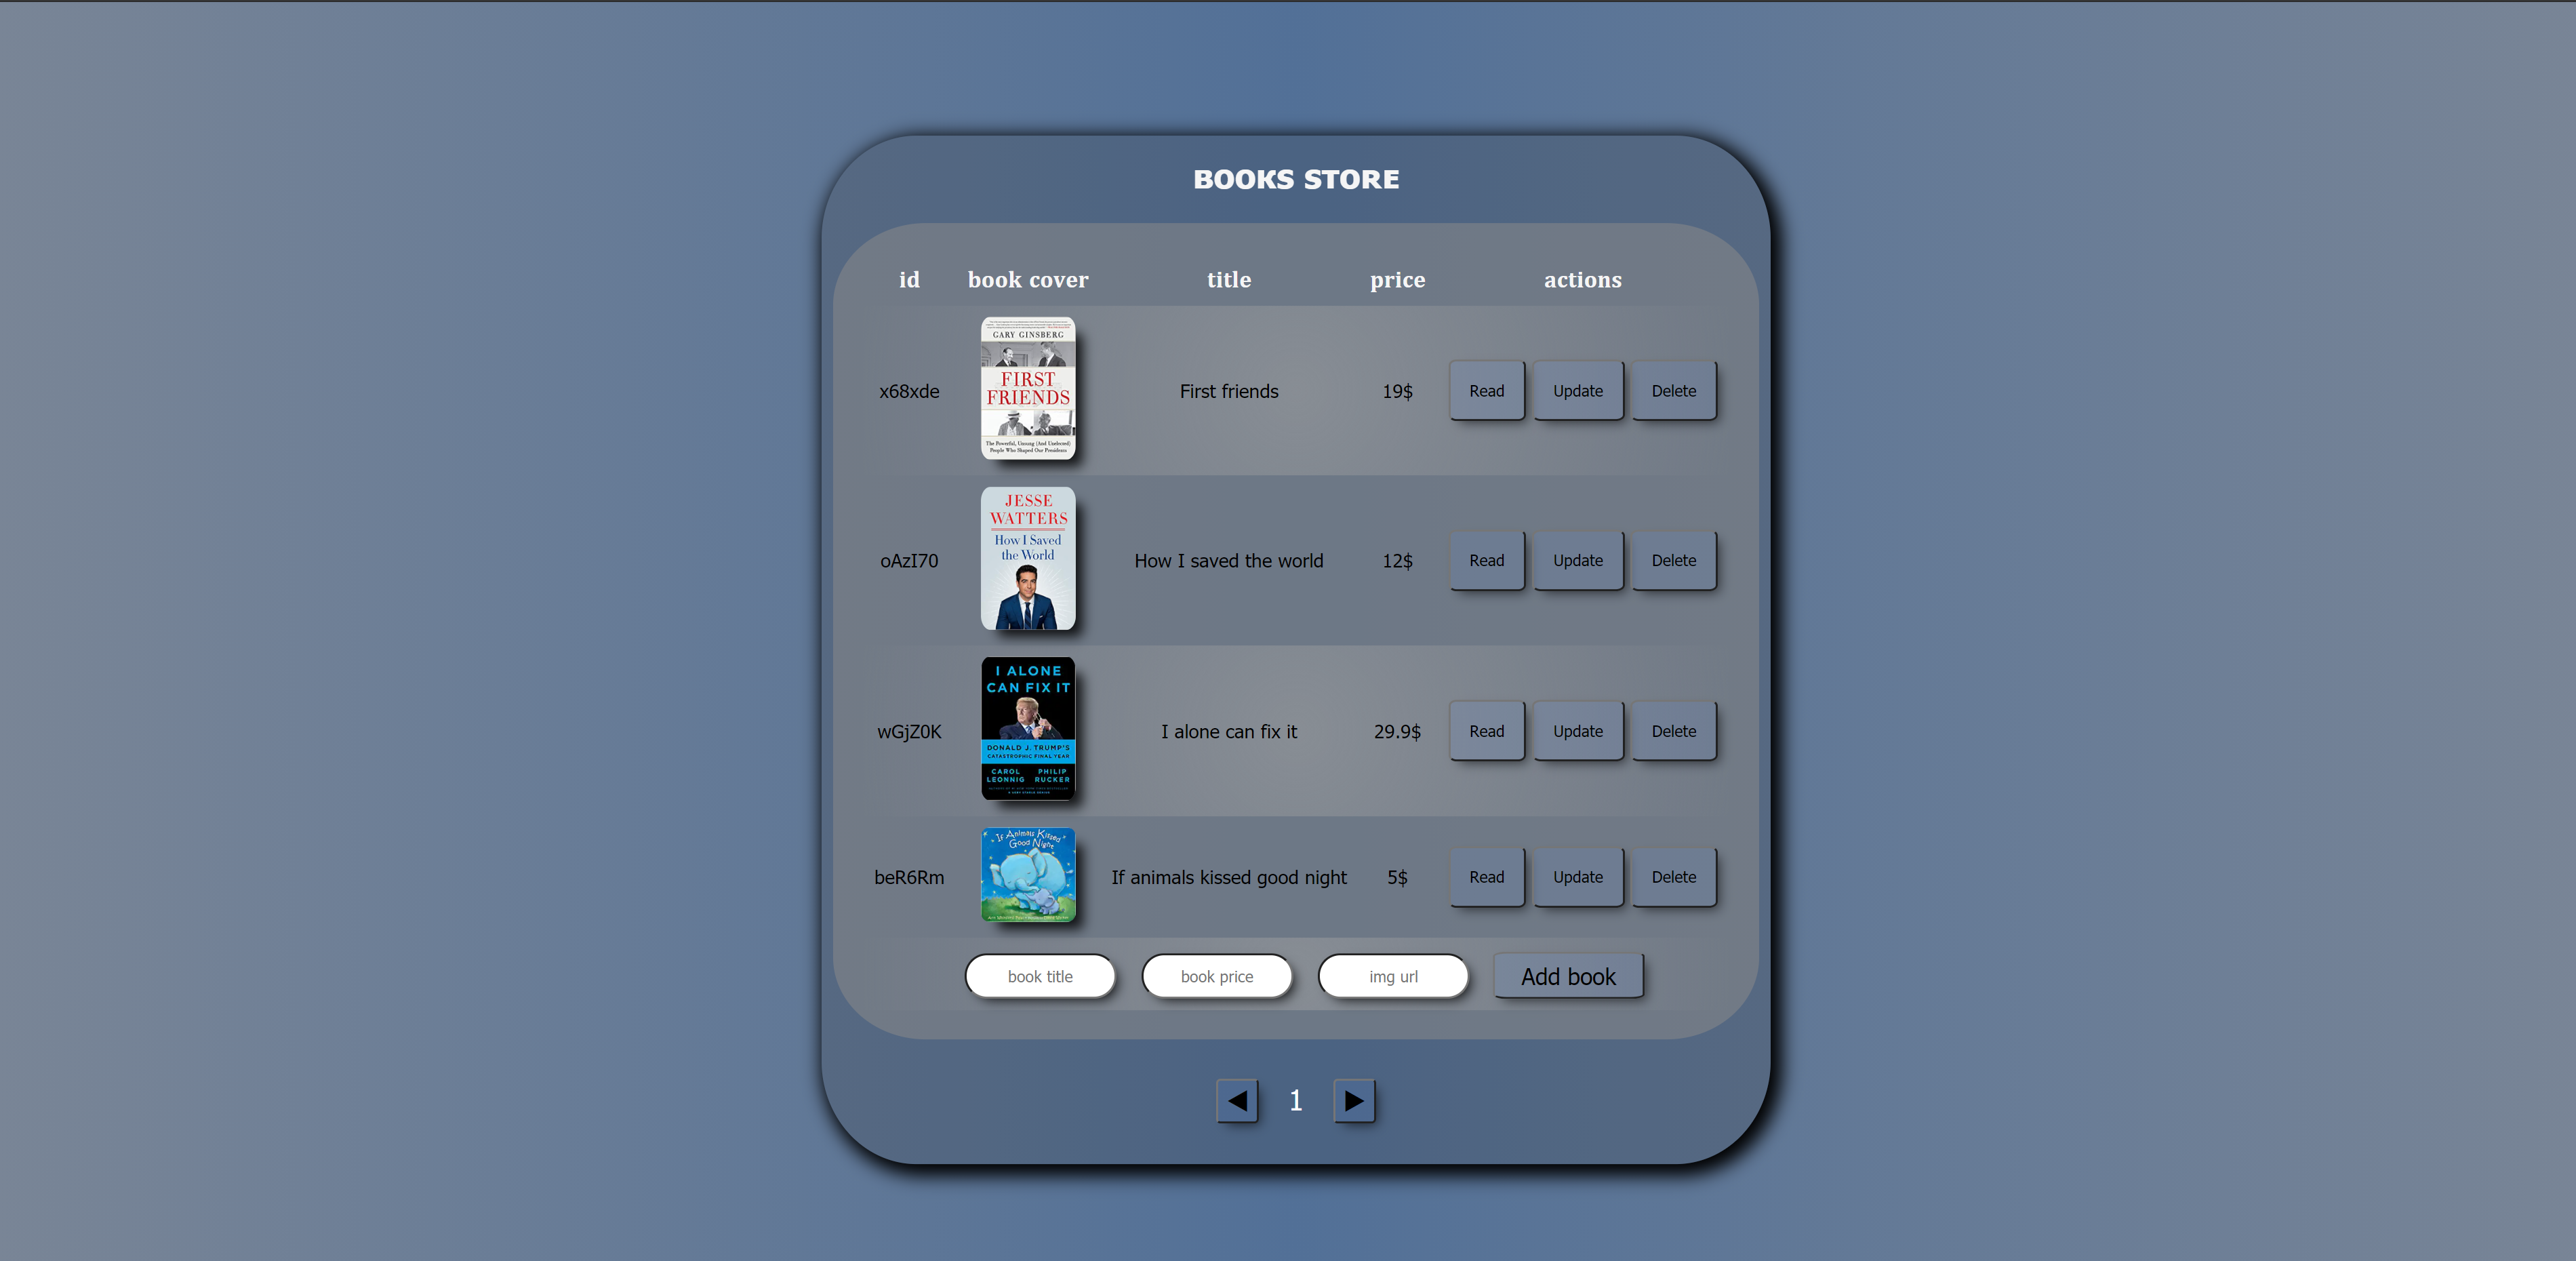 BOOKS STORE
id book cover title price actions
GARY GINSBERG
FIRST
FRIENDS
The Powerful, Unsung (And Unelected)
People Who Shaped Our Presidents
x68xde First friends 19$ Read Update Delete
JESSE
WATTERS
How I Saved
the World
oAzI70 How I saved the world 12$ Read Update Delete
I ALONE
CAN FIX IT
DONALD J. TRUMP'S
CATASTROPHIC FINAL YEAR
CAROL PHILIP
LEONNIG RUCKER
wGjZ0K I alone can fix it 29.9$ Read Update Delete
If Animals Kissed
Good Night
beR6Rm If animals kissed good night 5$ Read Update Delete
book title book price img url Add book
1